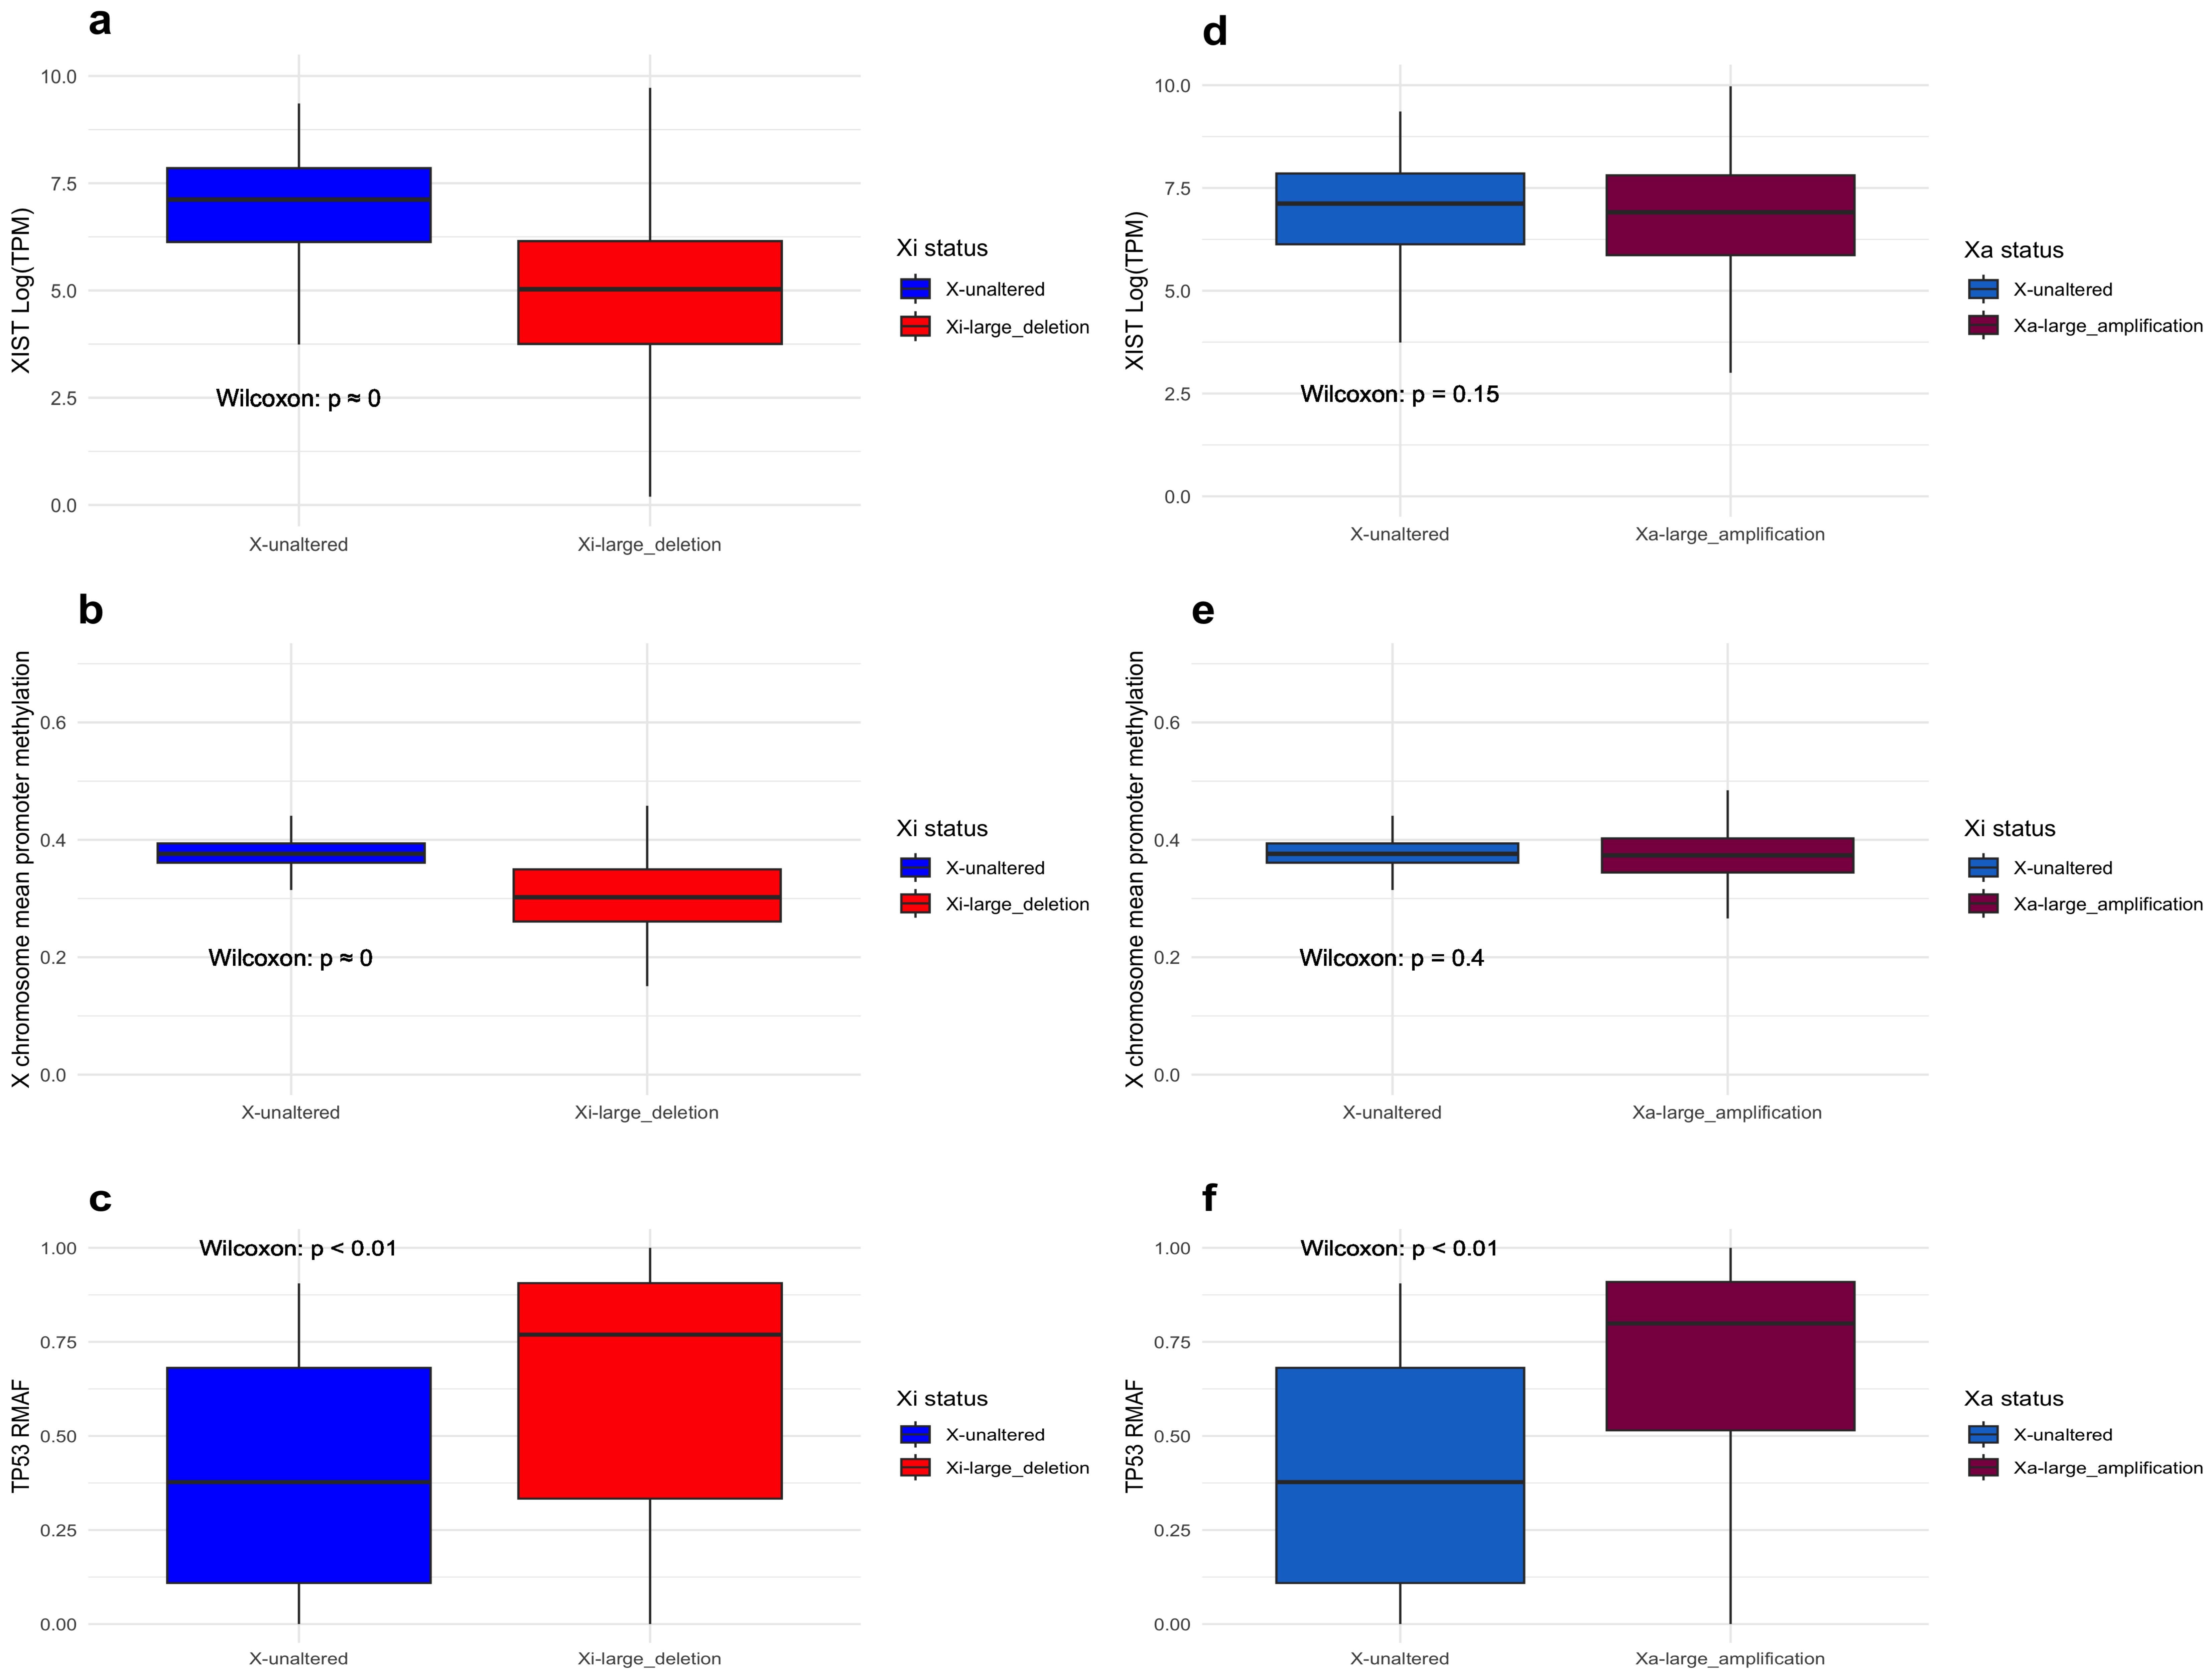 a
10.0
7.5
5.0
2.5
0.0
XIST Log(TPM)
Wilcoxon: p ≈ 0
X-unaltered
Xi-large_deletion
Xi status
X-unaltered
Xi-large_deletion
d
10.0
7.5
5.0
2.5
0.0
XIST Log(TPM)
Wilcoxon: p = 0.15
X-unaltered
Xa-large_amplification
Xa status
X-unaltered
Xa-large_amplification
b
0.6
0.4
0.2
0.0
X chromosome mean promoter methylation
Wilcoxon: p ≈ 0
X-unaltered
Xi-large_deletion
Xi status
X-unaltered
Xi-large_deletion
e
0.6
0.4
0.2
0.0
X chromosome mean promoter methylation
Wilcoxon: p = 0.4
X-unaltered
Xa-large_amplification
Xi status
X-unaltered
Xa-large_amplification
c
1.00
0.75
0.50
0.25
0.00
TP53 RMAF
Wilcoxon: p < 0.01
X-unaltered
Xi-large_deletion
Xi status
X-unaltered
Xi-large_deletion
f
1.00
0.75
0.50
0.25
0.00
TP53 RMAF
Wilcoxon: p < 0.01
X-unaltered
Xa-large_amplification
Xa status
X-unaltered
Xa-large_amplification